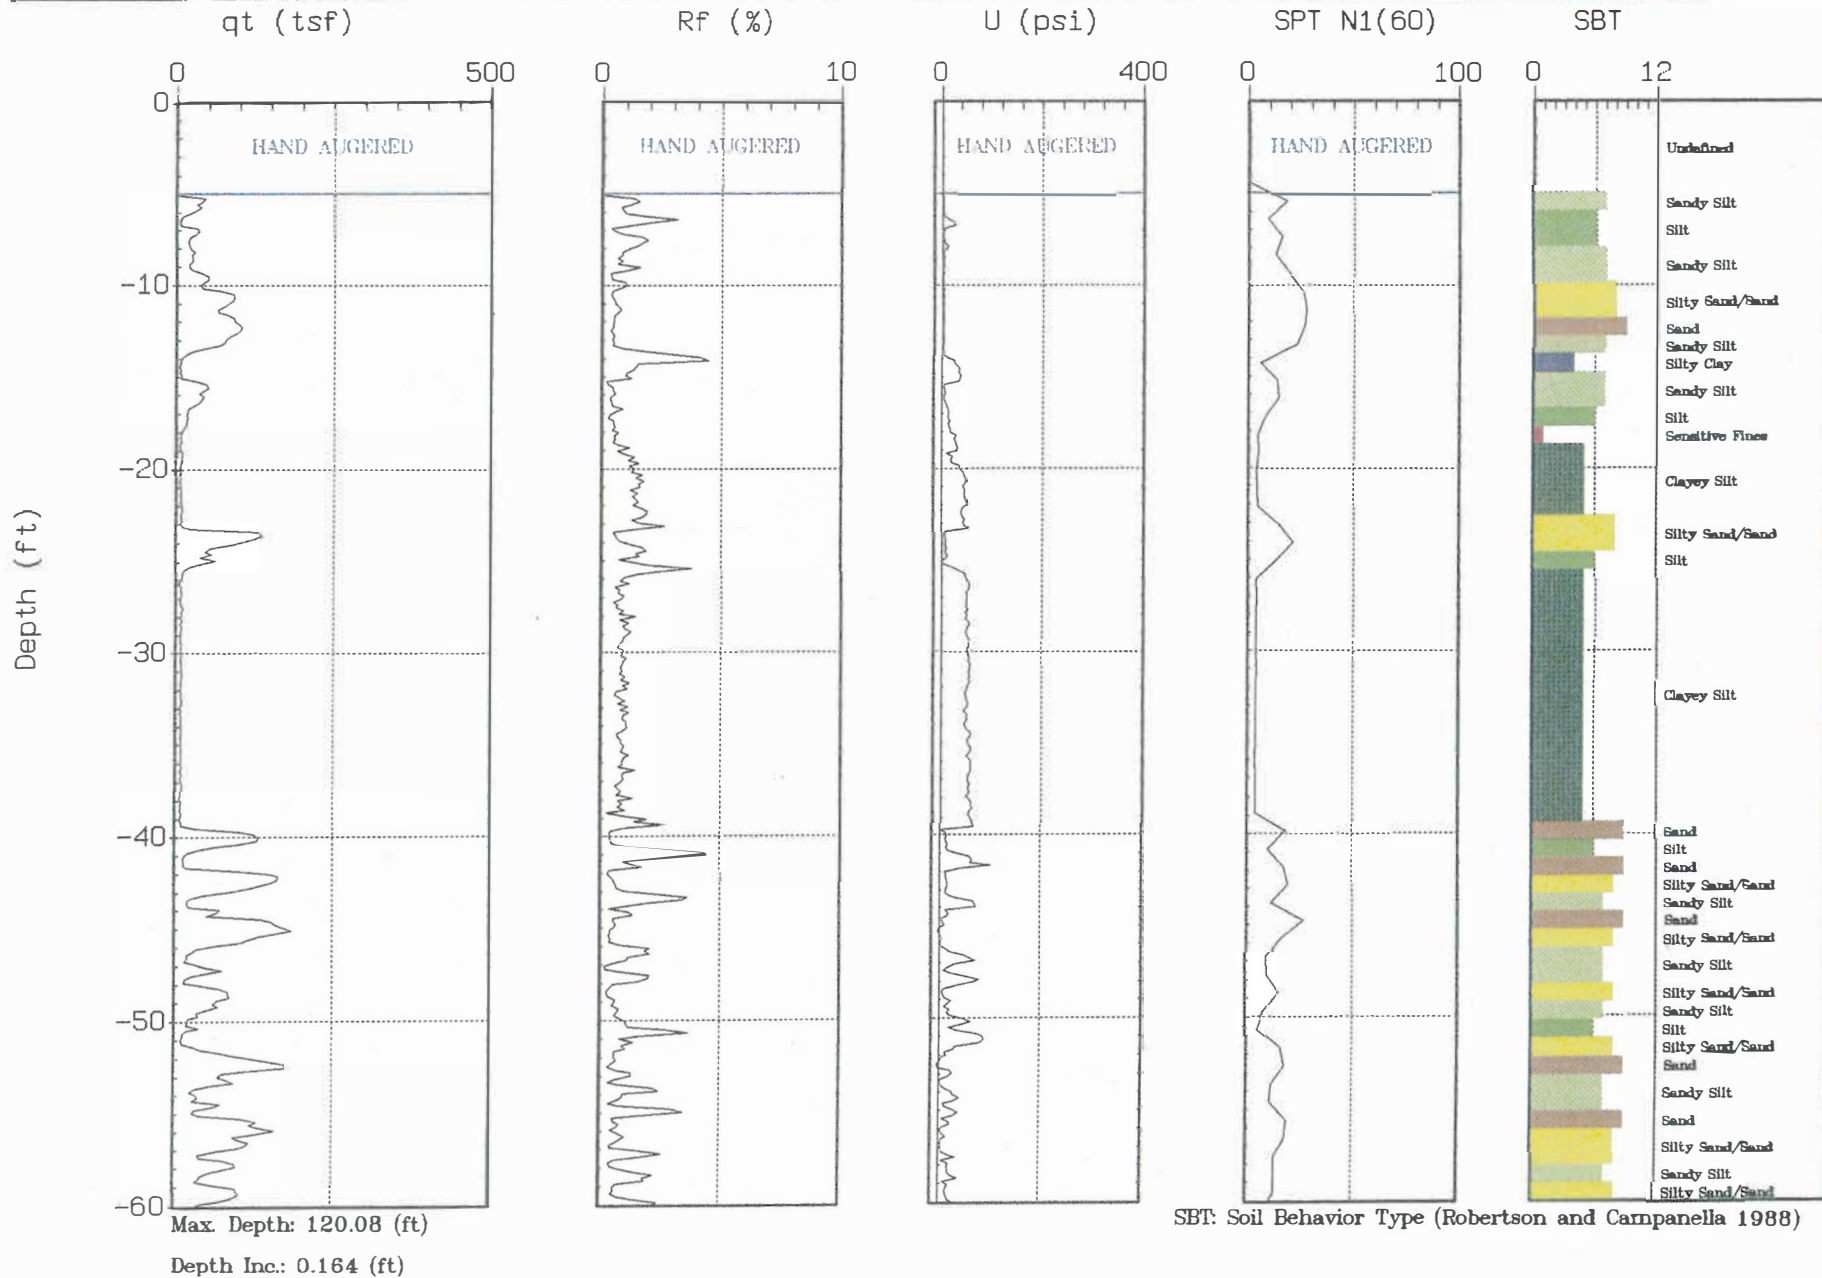 qt (tsf)
Rf (%)
U (psi)
SPT N1(60)
SBT
0 500
0 10
0 400
0 100
0 12
0
-10
-20
-30
-40
-50
-60
Depth (ft)
HAND AUGERED
HAND AUGERED
HAND AUGERED
HAND AUGERED
Undefined
Sandy Silt
Silt
Sandy Silt
Silty Sand/Sand
Sand
Sandy Silt
Silty Clay
Sandy Silt
Silt
Sensitive Fines
Clayey Silt
Silty Sand/Sand
Silt
Clayey Silt
Sand
Silt
Sand
Silty Sand/Sand
Sandy Silt
Sand
Silty Sand/Sand
Sandy Silt
Silty Sand/Sand
Sandy Silt
Silt
Silty Sand/Sand
Sand
Sandy Silt
Sand
Silty Sand/Sand
Sandy Silt
Silty Sand/Sand
Max. Depth: 120.08 (ft)
Depth Inc.: 0.164 (ft)
SBT: Soil Behavior Type (Robertson and Campanella 1988)